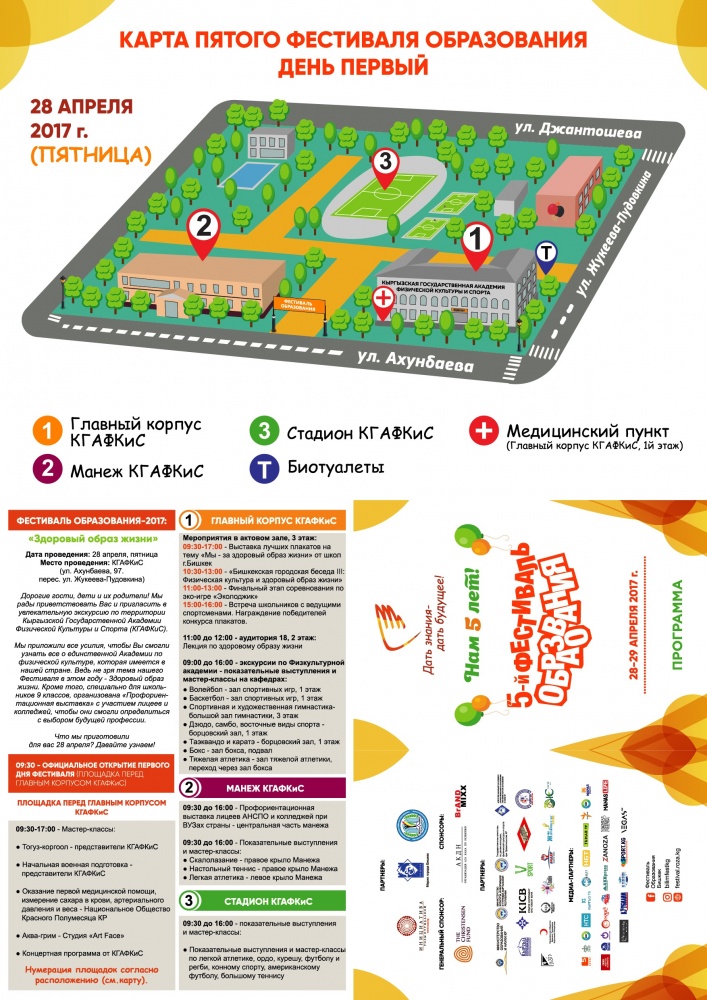 КАРТА ПЯТОГО ФЕСТИВАЛЯ ОБРАЗОВАНИЯ
ДЕНЬ ПЕРВЫЙ
28 АПРЕЛЯ
2017 г.
(ПЯТНИЦА)
ул. Джантошева
ул. Жукеева-Пудовкина
ул. Ахунбаева
3
2
1
Т
КЫРГЫЗСКАЯ ГОСУДАРСТВЕННАЯ АКАДЕМИЯ
ФИЗИЧЕСКОЙ КУЛЬТУРЫ И СПОРТА
ФЕСТИВАЛЬ
ОБРАЗОВАНИЯ
1 Главный корпус
КГАФКиС
2 Манеж КГАФКиС
3 Стадион КГАФКиС
Т Биотуалеты
Медицинский пункт
(Главный корпус КГАФКиС, 1й этаж)
ФЕСТИВАЛЬ ОБРАЗОВАНИЯ-2017:
«Здоровый образ жизни»
Дата проведения: 28 апреля, пятница
Место проведения: КГАФКиС
(ул. Ахунбаева, 97.
перес. ул. Жукеева-Пудовкина)
Дорогие гости, дети и их родители! Мы
рады приветствовать Вас и пригласить в
увлекательную экскурсию по территории
Кыргызской Государственной Академии
Физической Культуры и Спорта (КГАФКиС).
Мы приложили все усилия, чтобы Вы смогли
узнать все о единственной Академии по
физической культуре, которая имеется в
нашей стране. Ведь не зря тема нашего
Фестиваля в этом году - Здоровый образ
жизни. Кроме того, специально для школь-
ников 9 классов, организована «Профориен-
тационная выставка» с участием лицеев и
колледжей, чтобы они смогли определиться
с выбором будущей профессии.
Что мы приготовили
для вас 28 апреля? Давайте узнаем!
09:30 - ОФИЦИАЛЬНОЕ ОТКРЫТИЕ ПЕРВОГО
ДНЯ ФЕСТИВАЛЯ (ПЛОЩАДКА ПЕРЕД
ГЛАВНЫМ КОРПУСОМ КГАФКиС)
ПЛОЩАДКА ПЕРЕД ГЛАВНЫМ КОРПУСОМ
КГАФКиС
09:30-17:00 - Мастер-классы:
● Тогуз-коргоол - представители КГАФКиС
● Начальная военная подготовка -
представители КГАФКиС
● Оказание первой медицинской помощи,
измерение сахара в крови, артериального
давления и веса - Национальное Общество
Красного Полумесяца КР
● Аква-грим - Студия «Art Face»
● Концертная программа от КГАФКиС
Нумерация площадок согласно
расположению (см.карту).
1 ГЛАВНЫЙ КОРПУС КГАФКиС
Мероприятия в актовом зале, 3 этаж:
09:30-17:00 - Выставка лучших плакатов на
тему «Мы - за здоровый образ жизни» от школ
г.Бишкек
10:30-13:00 - «Бишкекская городская беседа III:
Физическая культура и здоровый образ жизни»
11:00-13:00 - Финальный этап соревнования по
эко-игре «Эколоджик»
15:00-16:00 - Встреча школьников с ведущими
спортсменами. Награждение победителей
конкурса плакатов.
11:00 до 12:00 - аудитория 18, 2 этаж:
Лекция по здоровому образу жизни
09:00 до 16:00 - экскурсии по Физкультурной
академии - показательные выступления и
мастер-классы на кафедрах:
● Волейбол - зал спортивных игр, 1 этаж
● Баскетбол - зал спортивных игр, 1 этаж
● Спортивная и художественная гимнастика-
большой зал гимнастики, 3 этаж
● Дзюдо, самбо, восточные виды спорта -
борцовский зал, 1 этаж
● Таэквандо и каратэ - борцовский зал, 1 этаж
● Бокс - зал бокса, подвал
● Тяжелая атлетика - зал тяжелой атлетики,
переход через зал бокса
2 МАНЕЖ КГАФКиС
09:30 до 16:00 - Профориентационная
выставка лицеев АНСПО и колледжей при
ВУЗах страны - центральная часть манежа
09:30 до 16:00 - Показательные выступления
и мастер-классы:
● Скалолазание - правое крыло Манежа
● Настольный теннис - правое крыло Манежа
● Легкая атлетика - левое крыло Манежа
3 СТАДИОН КГАФКиС
09:30 до 16:00 - показательные выступления
и мастер-классы:
● Показательные выступления и мастер-классы
по легкой атлетике, ордо, курешу, футболу и
регби, конному спорту, американскому
футболу, большому теннису
Дать знания-
дать будущее!
Нам 5 лет!
5-й ФЕСТИВАЛЬ
ОБРАЗОВАНИЯ
28-29 АПРЕЛЯ 2017 г.
ПРОГРАММА
ПАРТНЕРЫ:
ГЕНЕРАЛЬНЫЙ СПОНСОР:
THE
CHRISTENSEN
FUND
СПОНСОРЫ:
BrAND
MIXX
АКДН
ПАРТНЕРЫ:
KICB
SPORT
МЕДИА-ПАРТНЕРЫ:
ZANOZA
VEGAS
Фестиваль
Образования
Бишкек
bilimfest.kg
festival.roza.kg